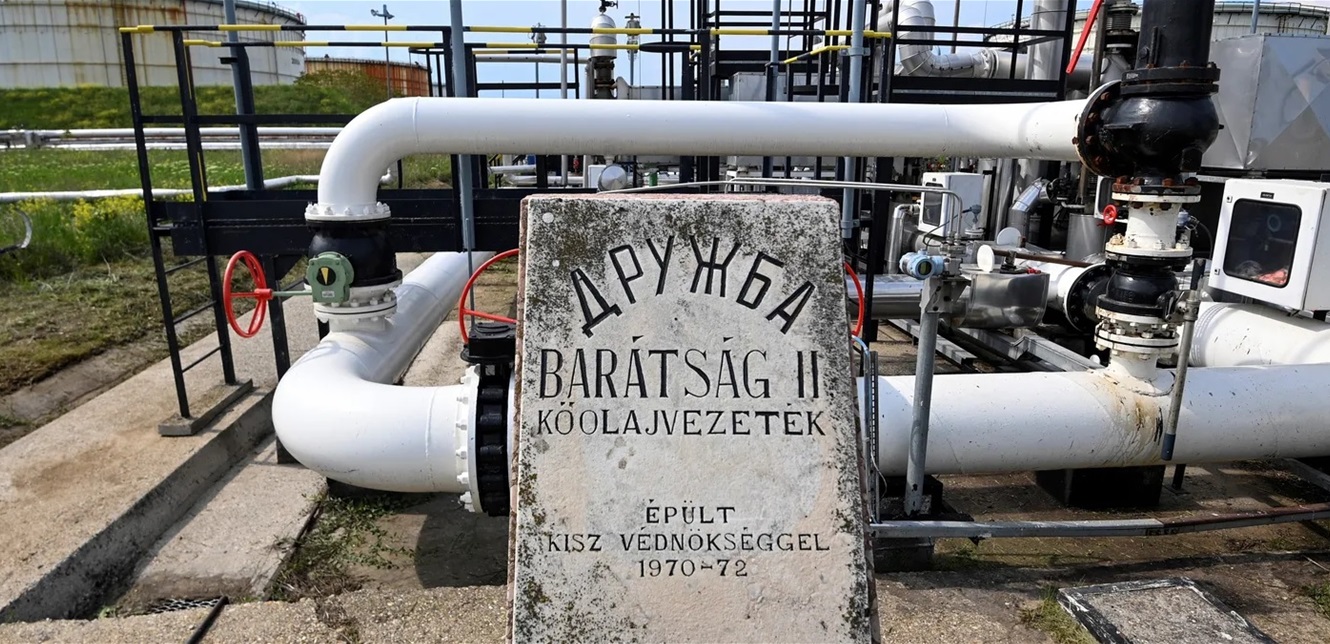 ДРУЖБА
BARÁTSÁG II
KŐOLAJVEZETÉK
ÉPÜLT
KISZ VÉDNÖKSÉGGEL
1970-72